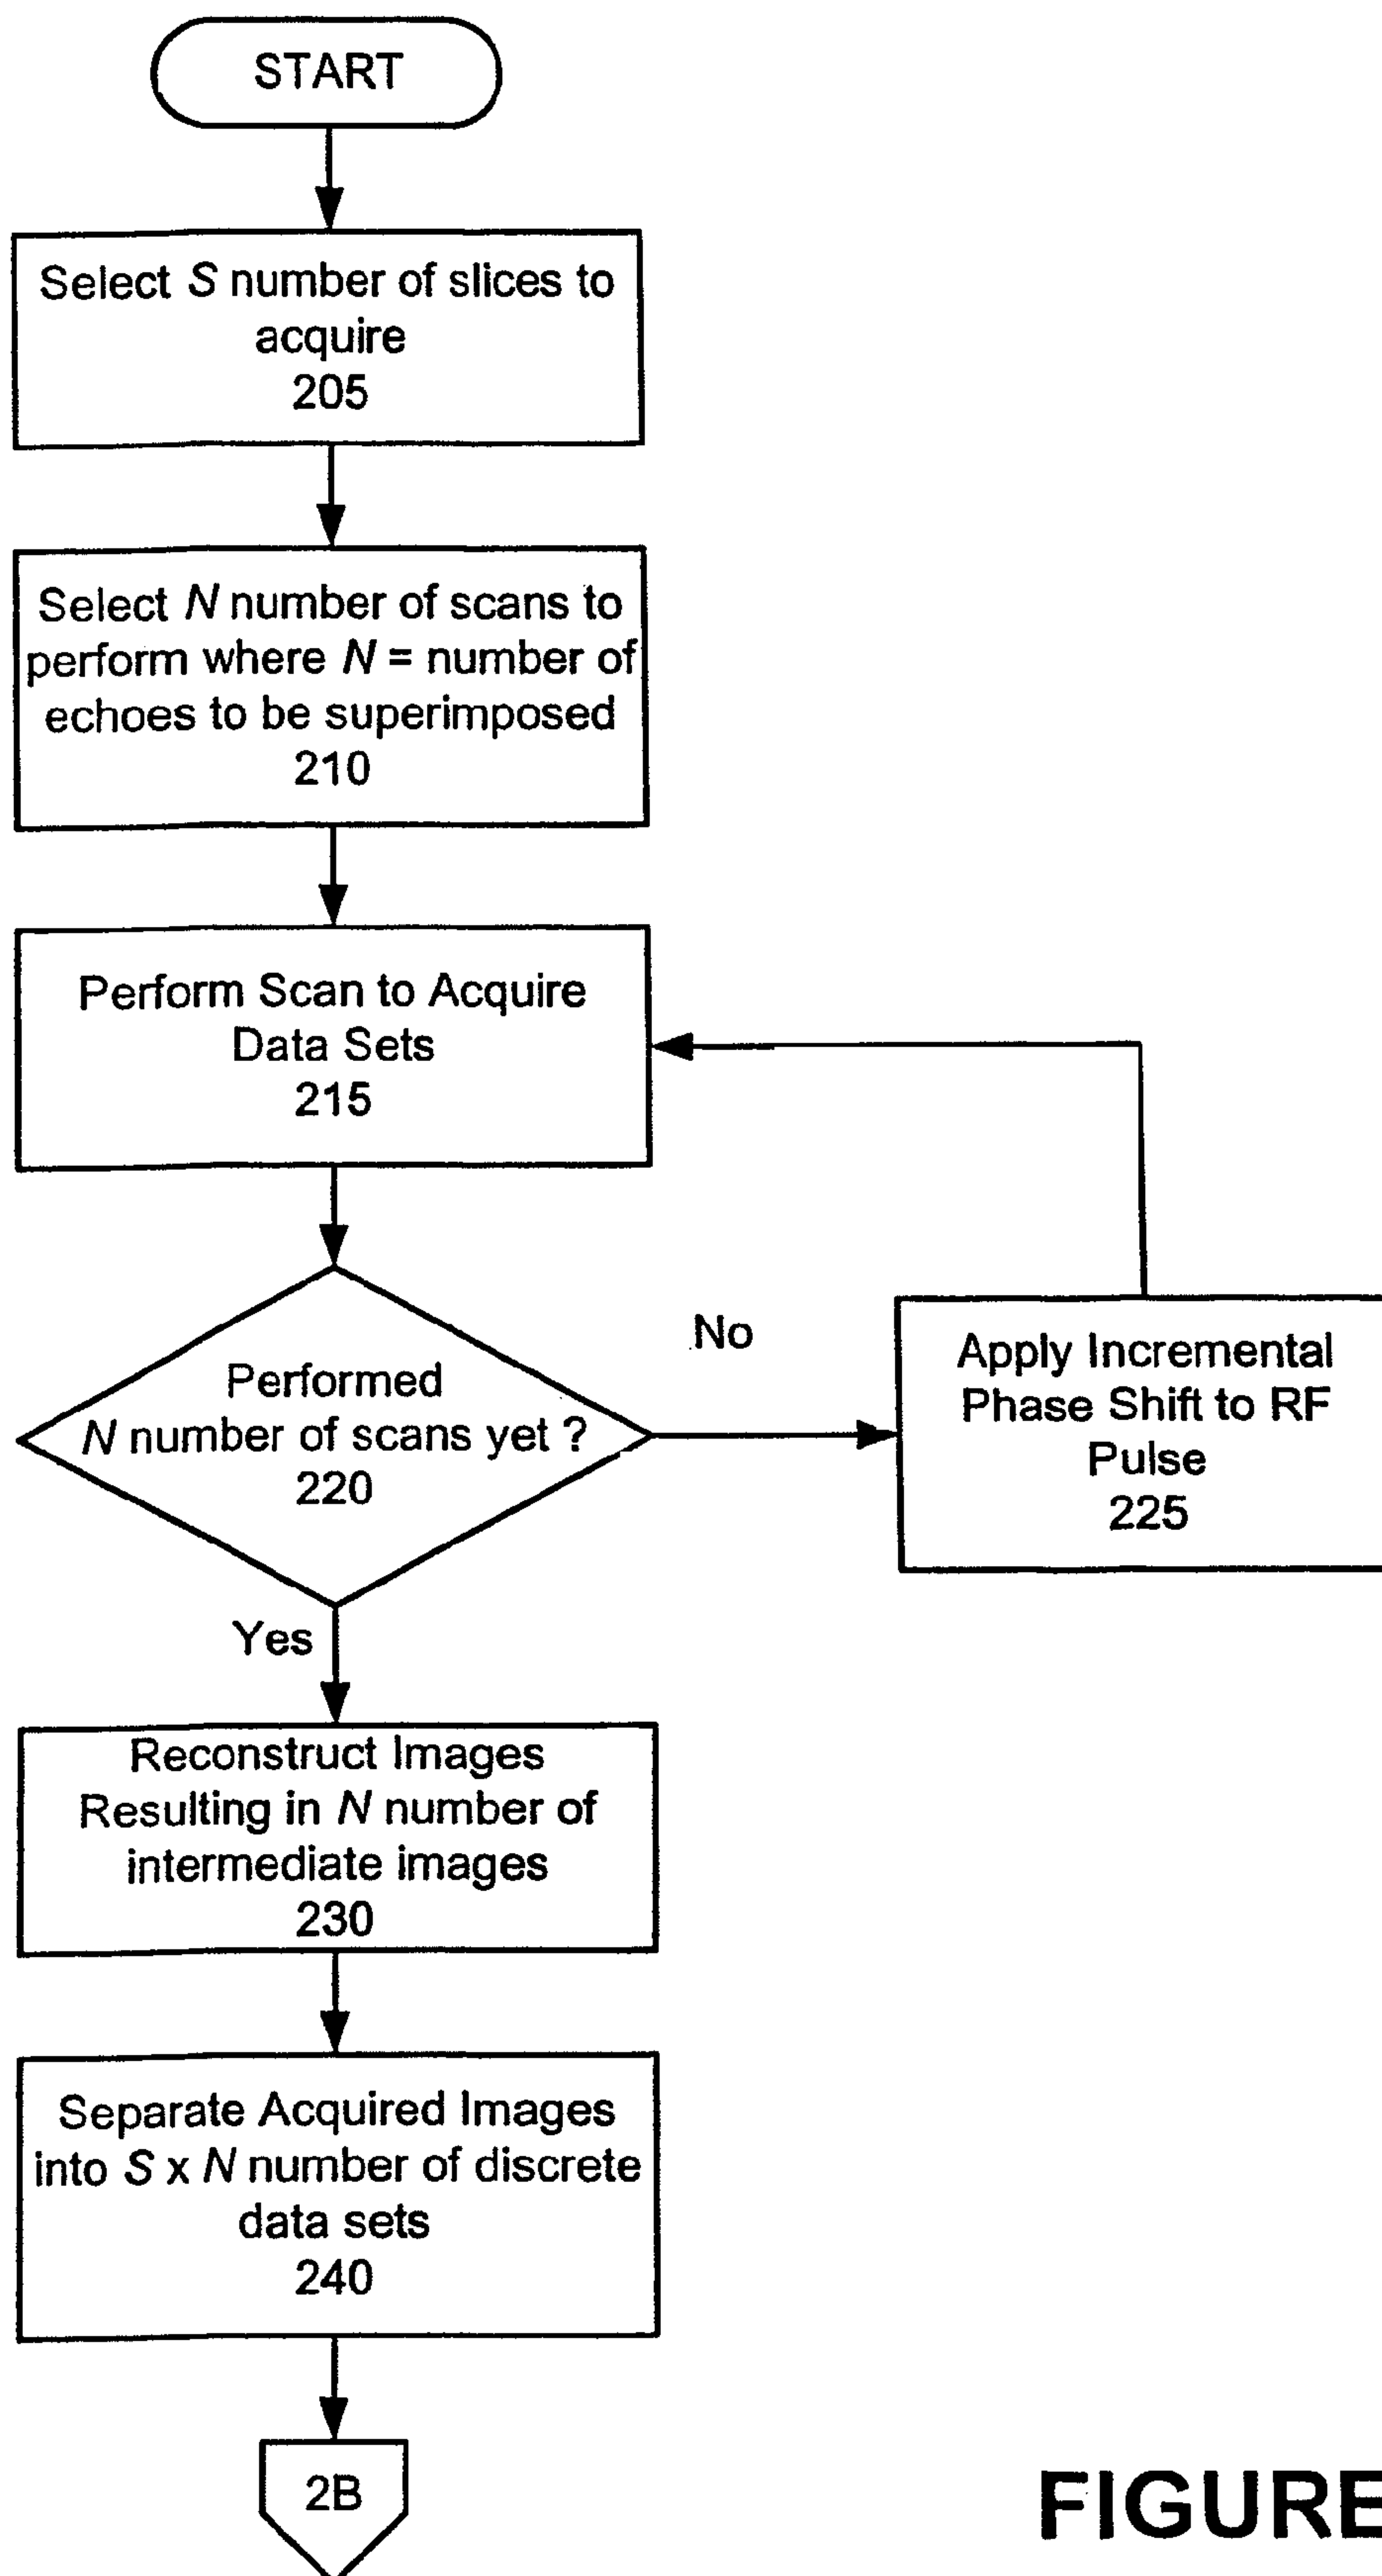 START
Select S number of slices to
acquire
205
Select N number of scans to
perform where N = number of
echoes to be superimposed
210
Perform Scan to Acquire
Data Sets
215
Performed
N number of scans yet ?
220
No
Apply Incremental
Phase Shift to RF
Pulse
225
Yes
Reconstruct Images
Resulting in N number of
intermediate images
230
Separate Acquired Images
into S x N number of discrete
data sets
240
2B
FIGURE